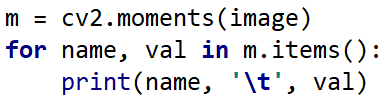 m = cv2.moments(image)
for name, val in m.items():
    print(name, '\t', val)